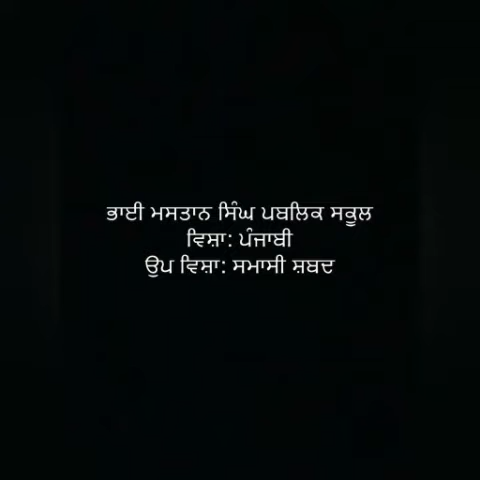 ਭਾਈ ਮਸਤਾਨ ਸਿੰਘ ਪਬਲਿਕ ਸਕੂਲ
ਵਿਸ਼ਾ: ਪੰਜਾਬੀ
ਉਪ ਵਿਸ਼ਾ: ਸਮਾਸੀ ਸ਼ਬਦ